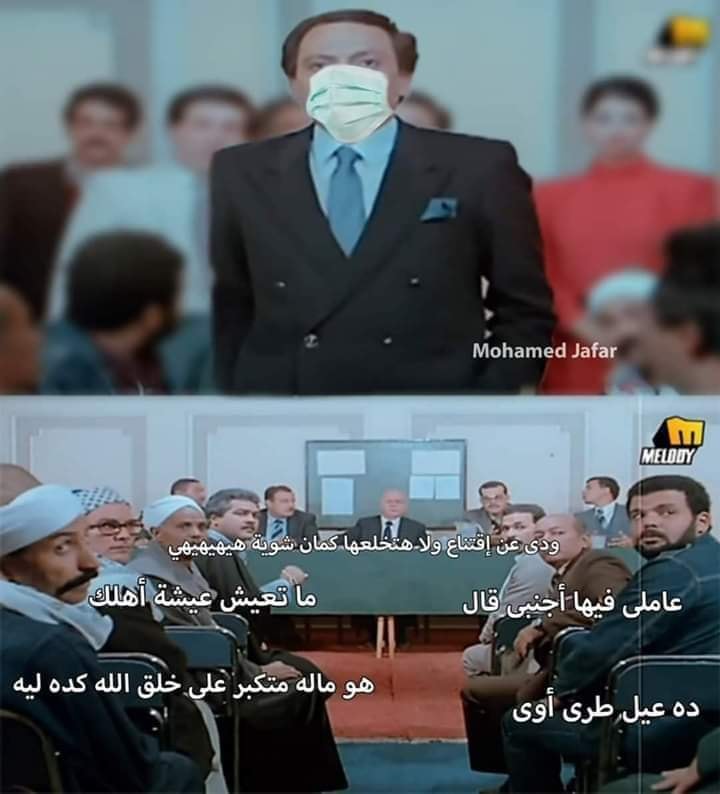 Mohamed Jafar
MELODY
ودى عن إقتناع ولا هتخلعها كمان شوية هيهيهيي
عاملى فيها أجنبى قال
ما تعيش عيشة أهلك
هو ماله متكبر على خلق الله كده ليه
ده عيل طرى أوى